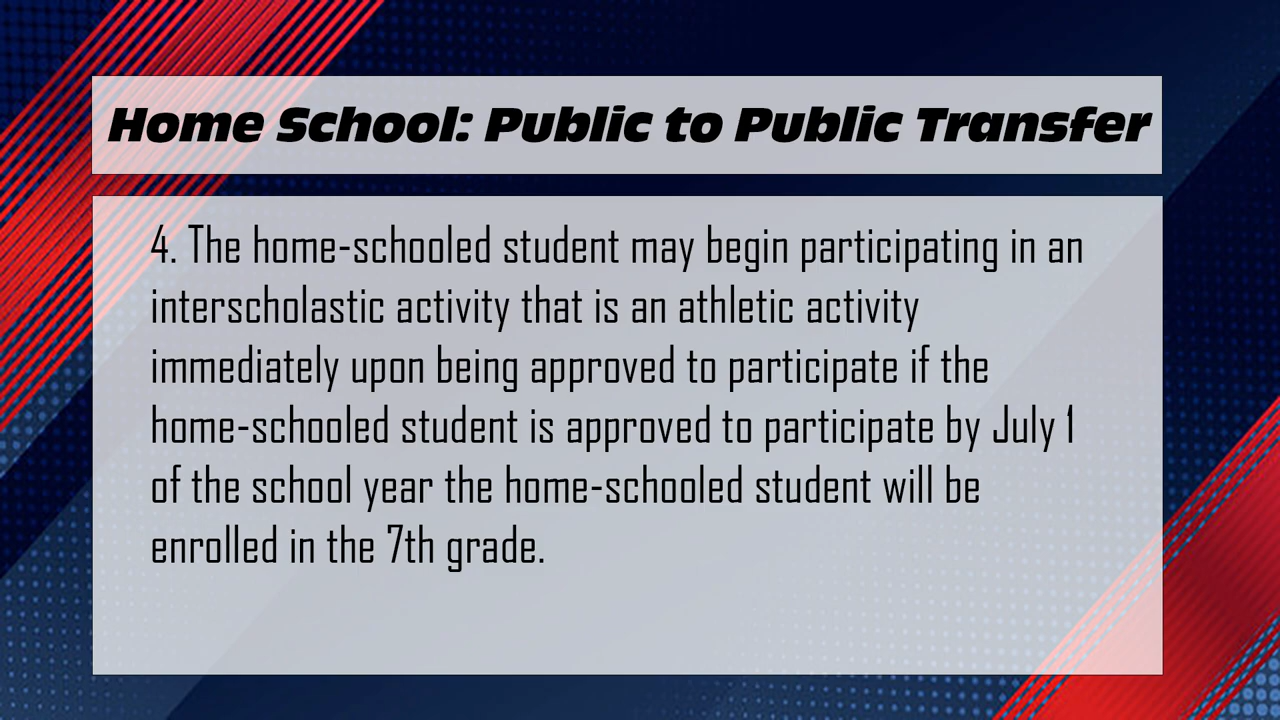 Home School: Public to Public Transfer
4. The home-schooled student may begin participating in an
interscholastic activity that is an athletic activity
immediately upon being approved to participate if the
home-schooled student is approved to participate by July 1
of the school year the home-schooled student will be
enrolled in the 7th grade.